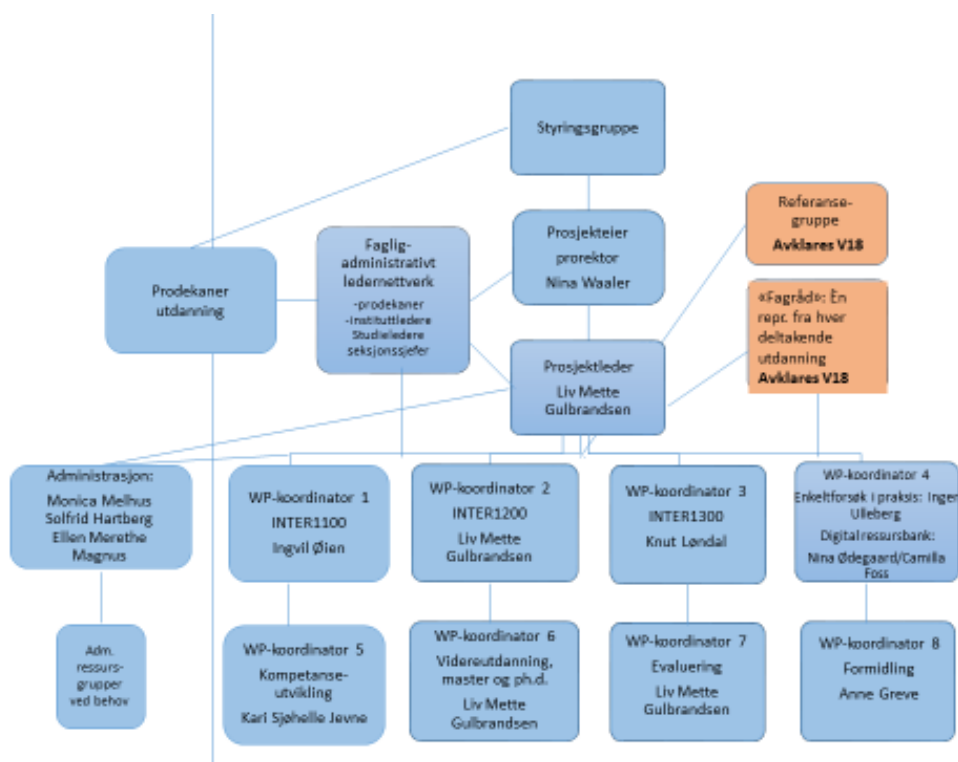 Styringsgruppe
Referanse-
gruppe
Avklares V18
Prosjekteier
prorektor
Nina Waaler
Faglig-
administrativt
ledernettverk
-prodekaner
-instituttledere
Studieledere
seksjonssjefer
Prodekaner
utdanning
«Fagråd»: Èn
repr. fra hver
deltakende
utdanning
Avklares V18
Prosjektleder
Liv Mette
Gulbrandsen
Administrasjon:
Monica Melhus
Solfrid Hartberg
Ellen Merethe
Magnus
WP-koordinator 1
INTER1100
Ingvil Øien
WP-koordinator 2
INTER1200
Liv Mette
Gulbrandsen
WP-koordinator 3
INTER1300
Knut Løndal
WP-koordinator 4
Enkeltforsøk i praksis: Inger
Ulleberg
Digital ressursbank:
Nina Ødegaard/Camilla
Foss
Adm.
ressurs-
grupper
ved behov
WP-koordinator 5
Kompetanse-
utvikling
Kari Sjøhelle Jevne
WP-koordinator 6
Videreutdanning,
master og ph.d.
Liv Mette
Gulbrandsen
WP-koordinator 7
Evaluering
Liv Mette
Gulbrandsen
WP-koordinator 8
Formidling
Anne Greve